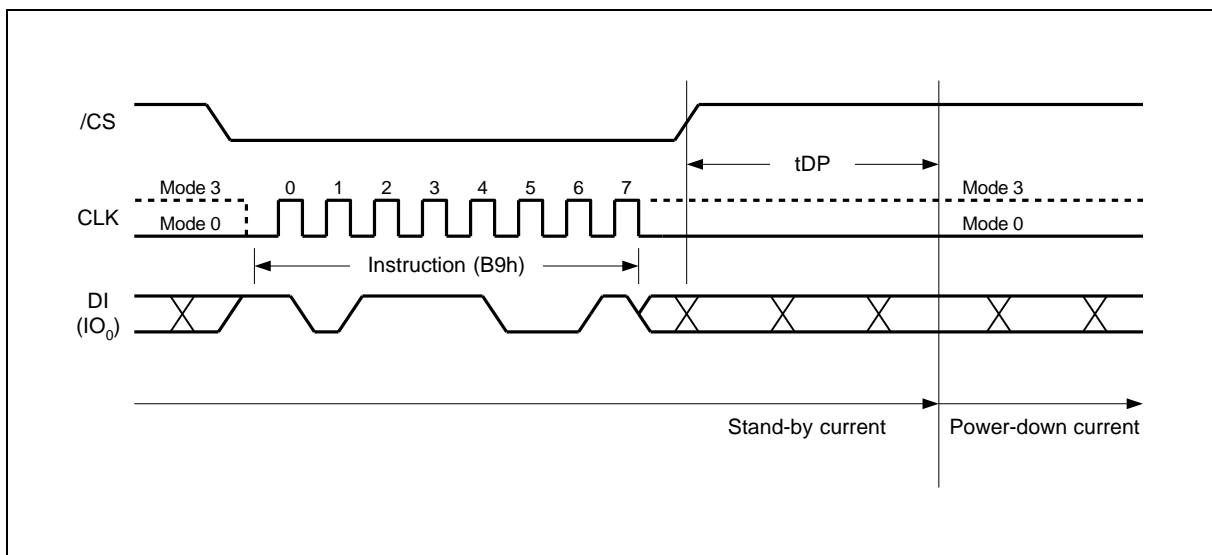 /CS
tDP
Mode 3
0 1 2 3 4 5 6 7
Mode 3
CLK
Mode 0
Mode 0
Instruction (B9h)
DI
(IO0)
Stand-by current
Power-down current